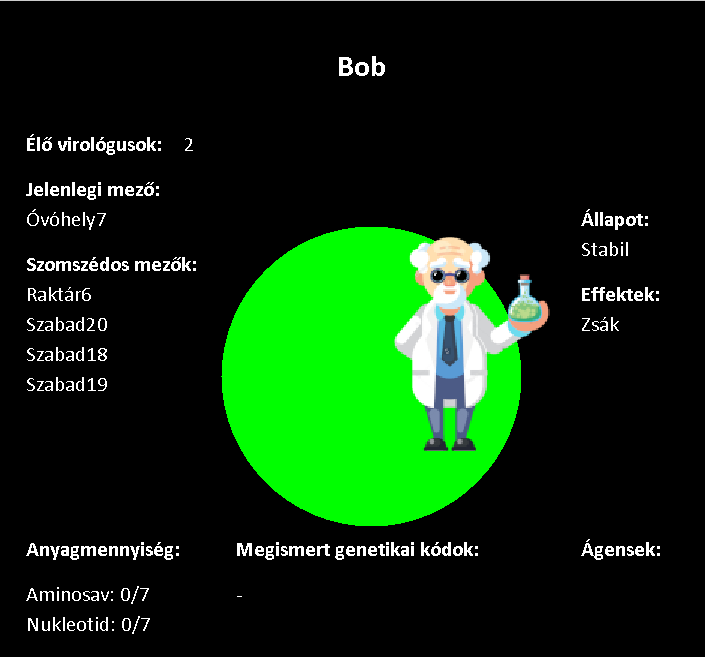 Bob
Élő virológusok: 2
Jelenlegi mező:
Óvóhely7
Szomszédos mezők:
Raktár6
Szabad20
Szabad18
Szabad19
Állapot:
Stabil
Effektek:
Zsák
Anyagmennyiség:
Aminosav: 0/7
Nukleotid: 0/7
Megismert genetikai kódok:
-
Ágensek: